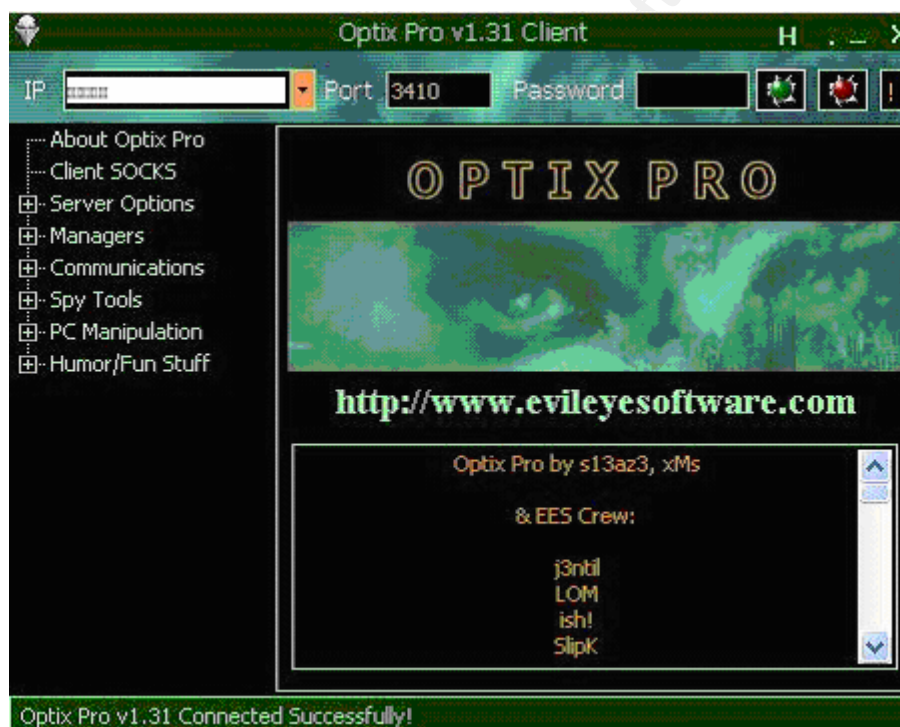 Optix Pro v1.31 Client
H
IP
Port 3410 Password
!
About Optix Pro
Client SOCKS
Server Options
Managers
Communications
Spy Tools
PC Manipulation
Humor/Fun Stuff
OPTIX PRO
http://www.evileyesoftware.com
Optix Pro by s13az3, xMs
& EES Crew:
j3ntil
LOM
ish!
SlipK
Optix Pro v1.31 Connected Successfully!